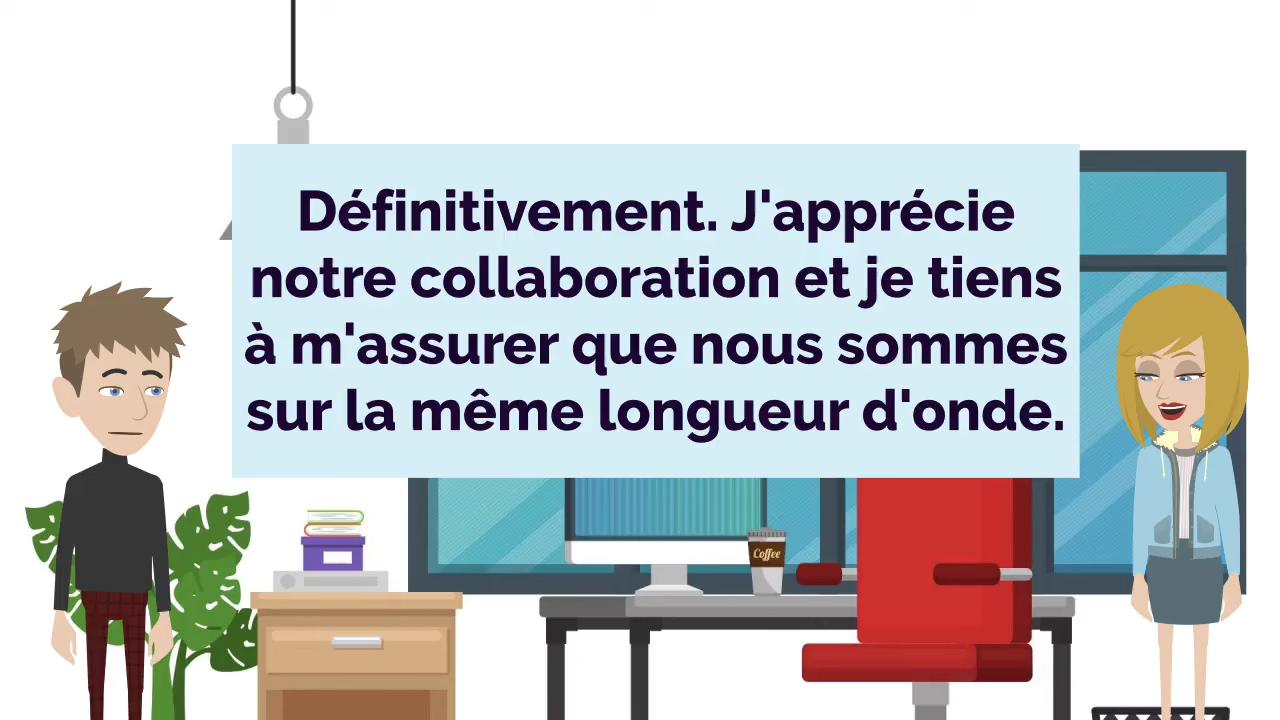 Définitivement. J'apprécie
notre collaboration et je tiens
à m'assurer que nous sommes
sur la même longueur d'onde.
Coffee